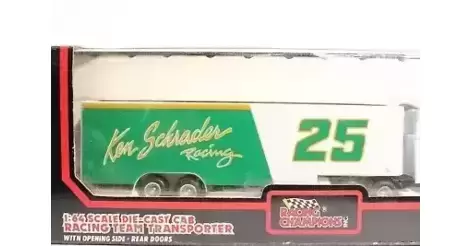 Ken Schrader
Racing
25
1:64 SCALE DIE-CAST CAB
RACING TEAM TRANSPORTER
WITH OPENING SIDE - REAR DOORS
RACING
CHAMPIONS